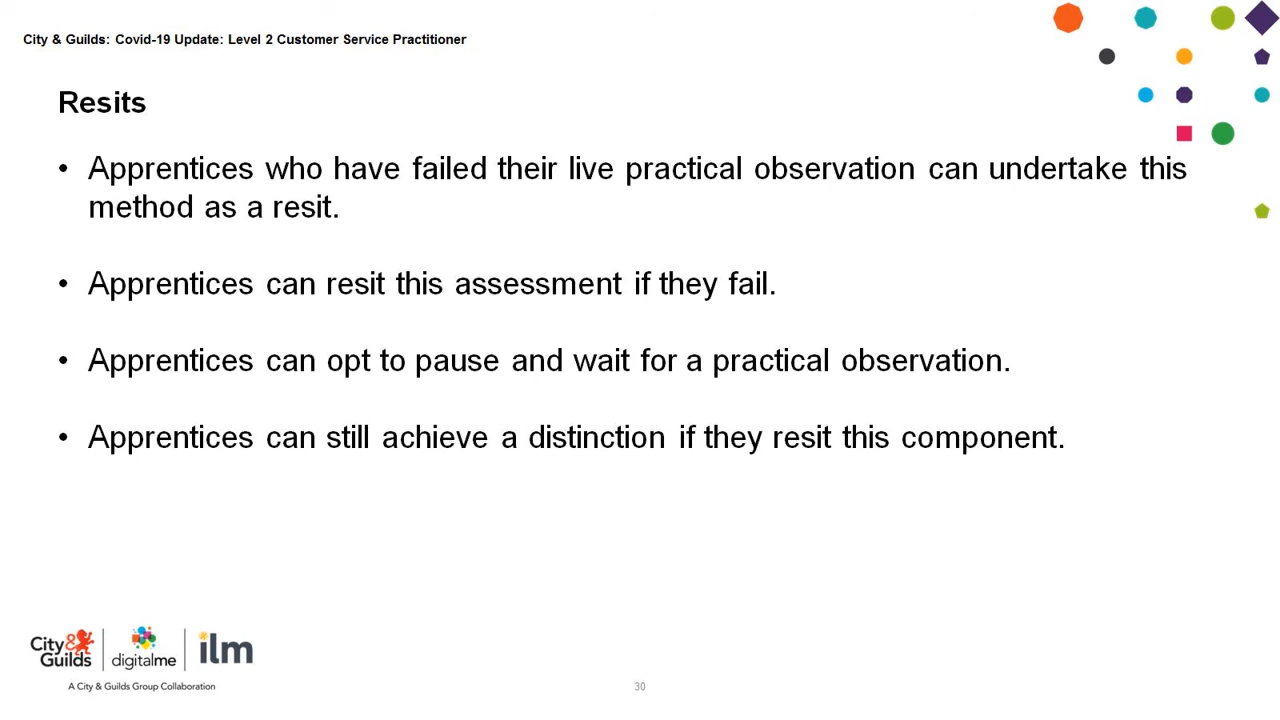 City & Guilds: Covid-19 Update: Level 2 Customer Service Practitioner
Resits
• Apprentices who have failed their live practical observation can undertake this
method as a resit.
• Apprentices can resit this assessment if they fail.
• Apprentices can opt to pause and wait for a practical observation.
• Apprentices can still achieve a distinction if they resit this component.
City &
Guilds
digitalme
ilm
A City & Guilds Group Collaboration
30